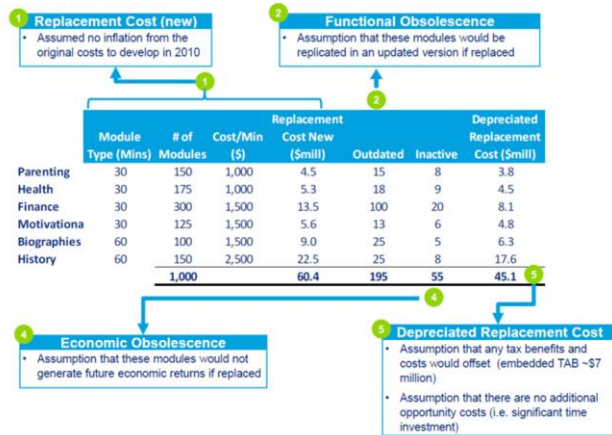 1 Replacement Cost (new)
• Assumed no inflation from the
original costs to develop in 2010
2 Functional Obsolescence
• Assumption that these modules would be
replicated in an updated version if replaced
1
2
Module Type (Mins) # of Modules Cost/Min ($) Replacement Cost New ($mill) Outdated Inactive Depreciated Replacement Cost ($mill)
Parenting 30 150 1,000 4.5 15 8 3.8
Health 30 175 1,000 5.3 18 9 4.5
Finance 30 300 1,500 13.5 100 20 8.1
Motivationa 30 125 1,500 5.6 13 6 4.8
Biographies 60 100 1,500 9.0 25 5 6.3
History 60 150 2,500 22.5 25 8 17.6
1,000 60.4 195 55 45.1 5
4
4 Economic Obsolescence
• Assumption that these modules would not
generate future economic returns if replaced
5 Depreciated Replacement Cost
• Assumption that any tax benefits and
costs would offset (embedded TAB ~$7
million)
• Assumption that there are no additional
opportunity costs (i.e. significant time
investment)